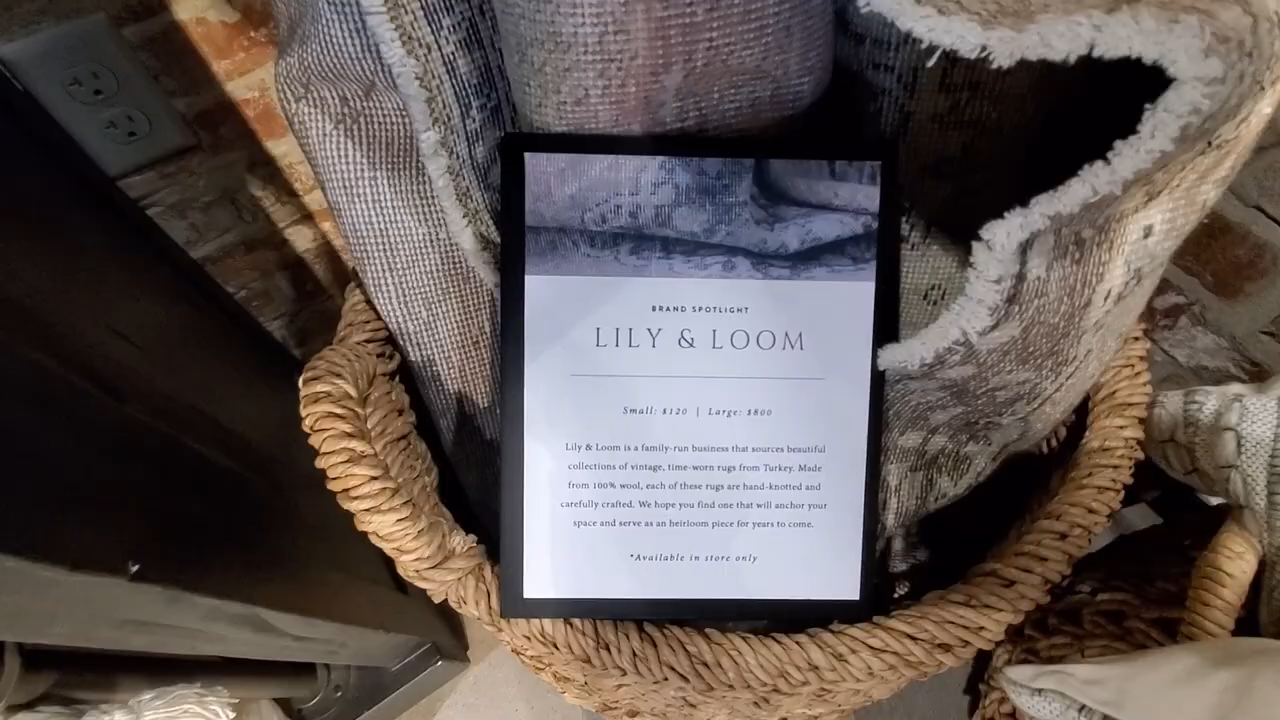 BRAND SPOTLIGHT
LILY & LOOM
Small: $120 | Large: $800
Lily & Loom is a family-run business that sources beautiful
collections of vintage, time-worn rugs from Turkey. Made
from 100% wool, each of these rugs are hand-knotted and
carefully crafted. We hope you find one that will anchor your
space and serve as an heirloom piece for years to come.
*Available in store only